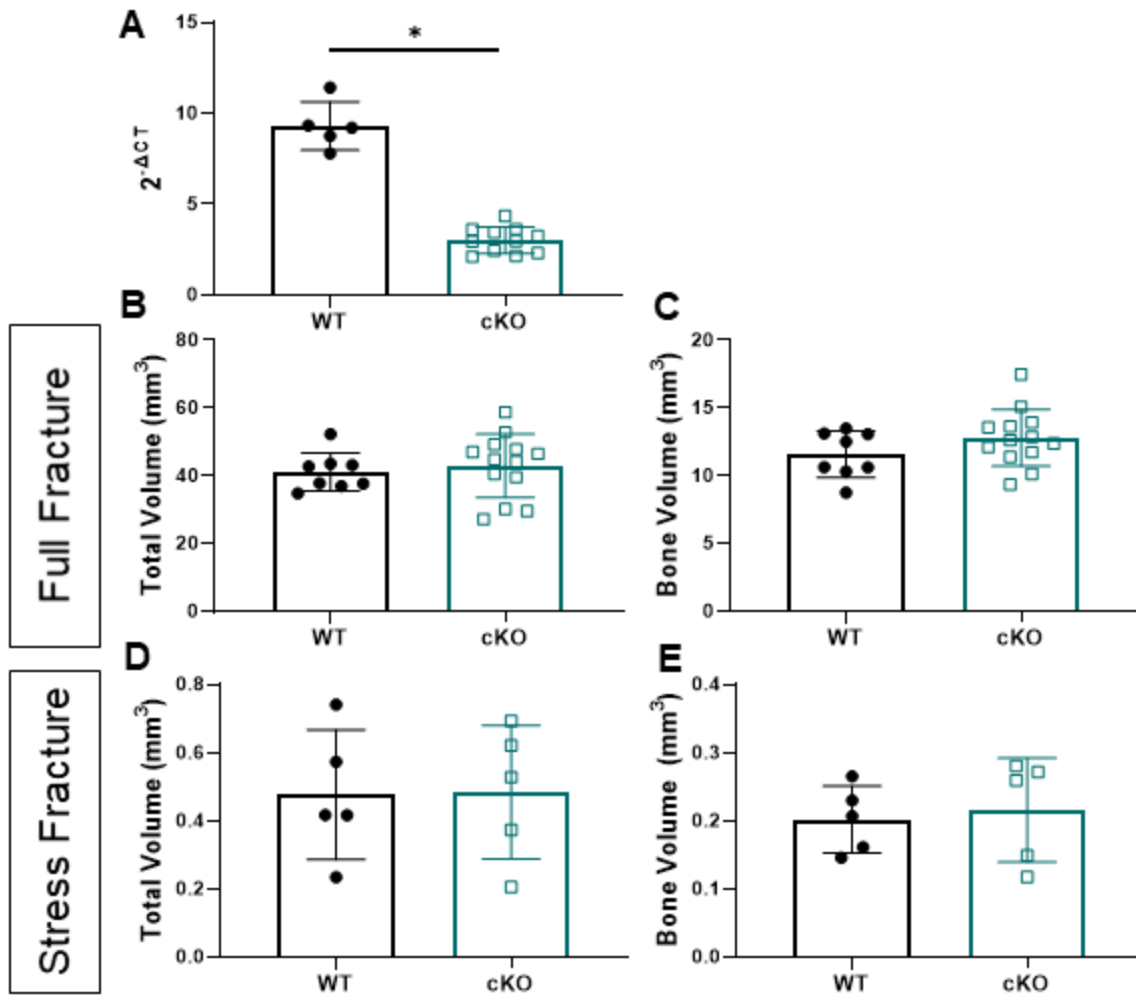 A
*
15
10
5
0
2^-ΔCT
WT
cKO
Full Fracture
B
80
60
40
20
0
Total Volume (mm³)
WT
cKO
C
20
15
10
5
0
Bone Volume (mm³)
WT
cKO
Stress Fracture
D
0.8
0.6
0.4
0.2
0.0
Total Volume (mm³)
WT
cKO
E
0.4
0.3
0.2
0.1
0.0
Bone Volume (mm³)
WT
cKO